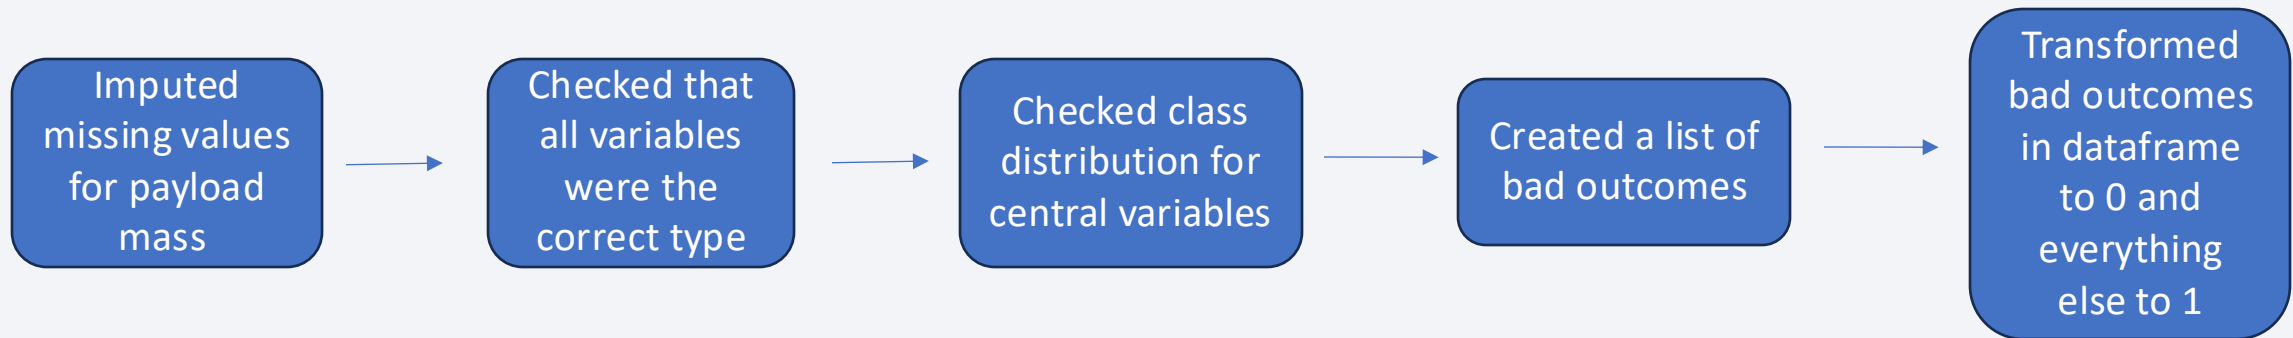 Imputed
missing values
for payload
mass
Checked that
all variables
were the
correct type
Checked class
distribution for
central variables
Created a list of
bad outcomes
Transformed
bad outcomes
in dataframe
to 0 and
everything
else to 1